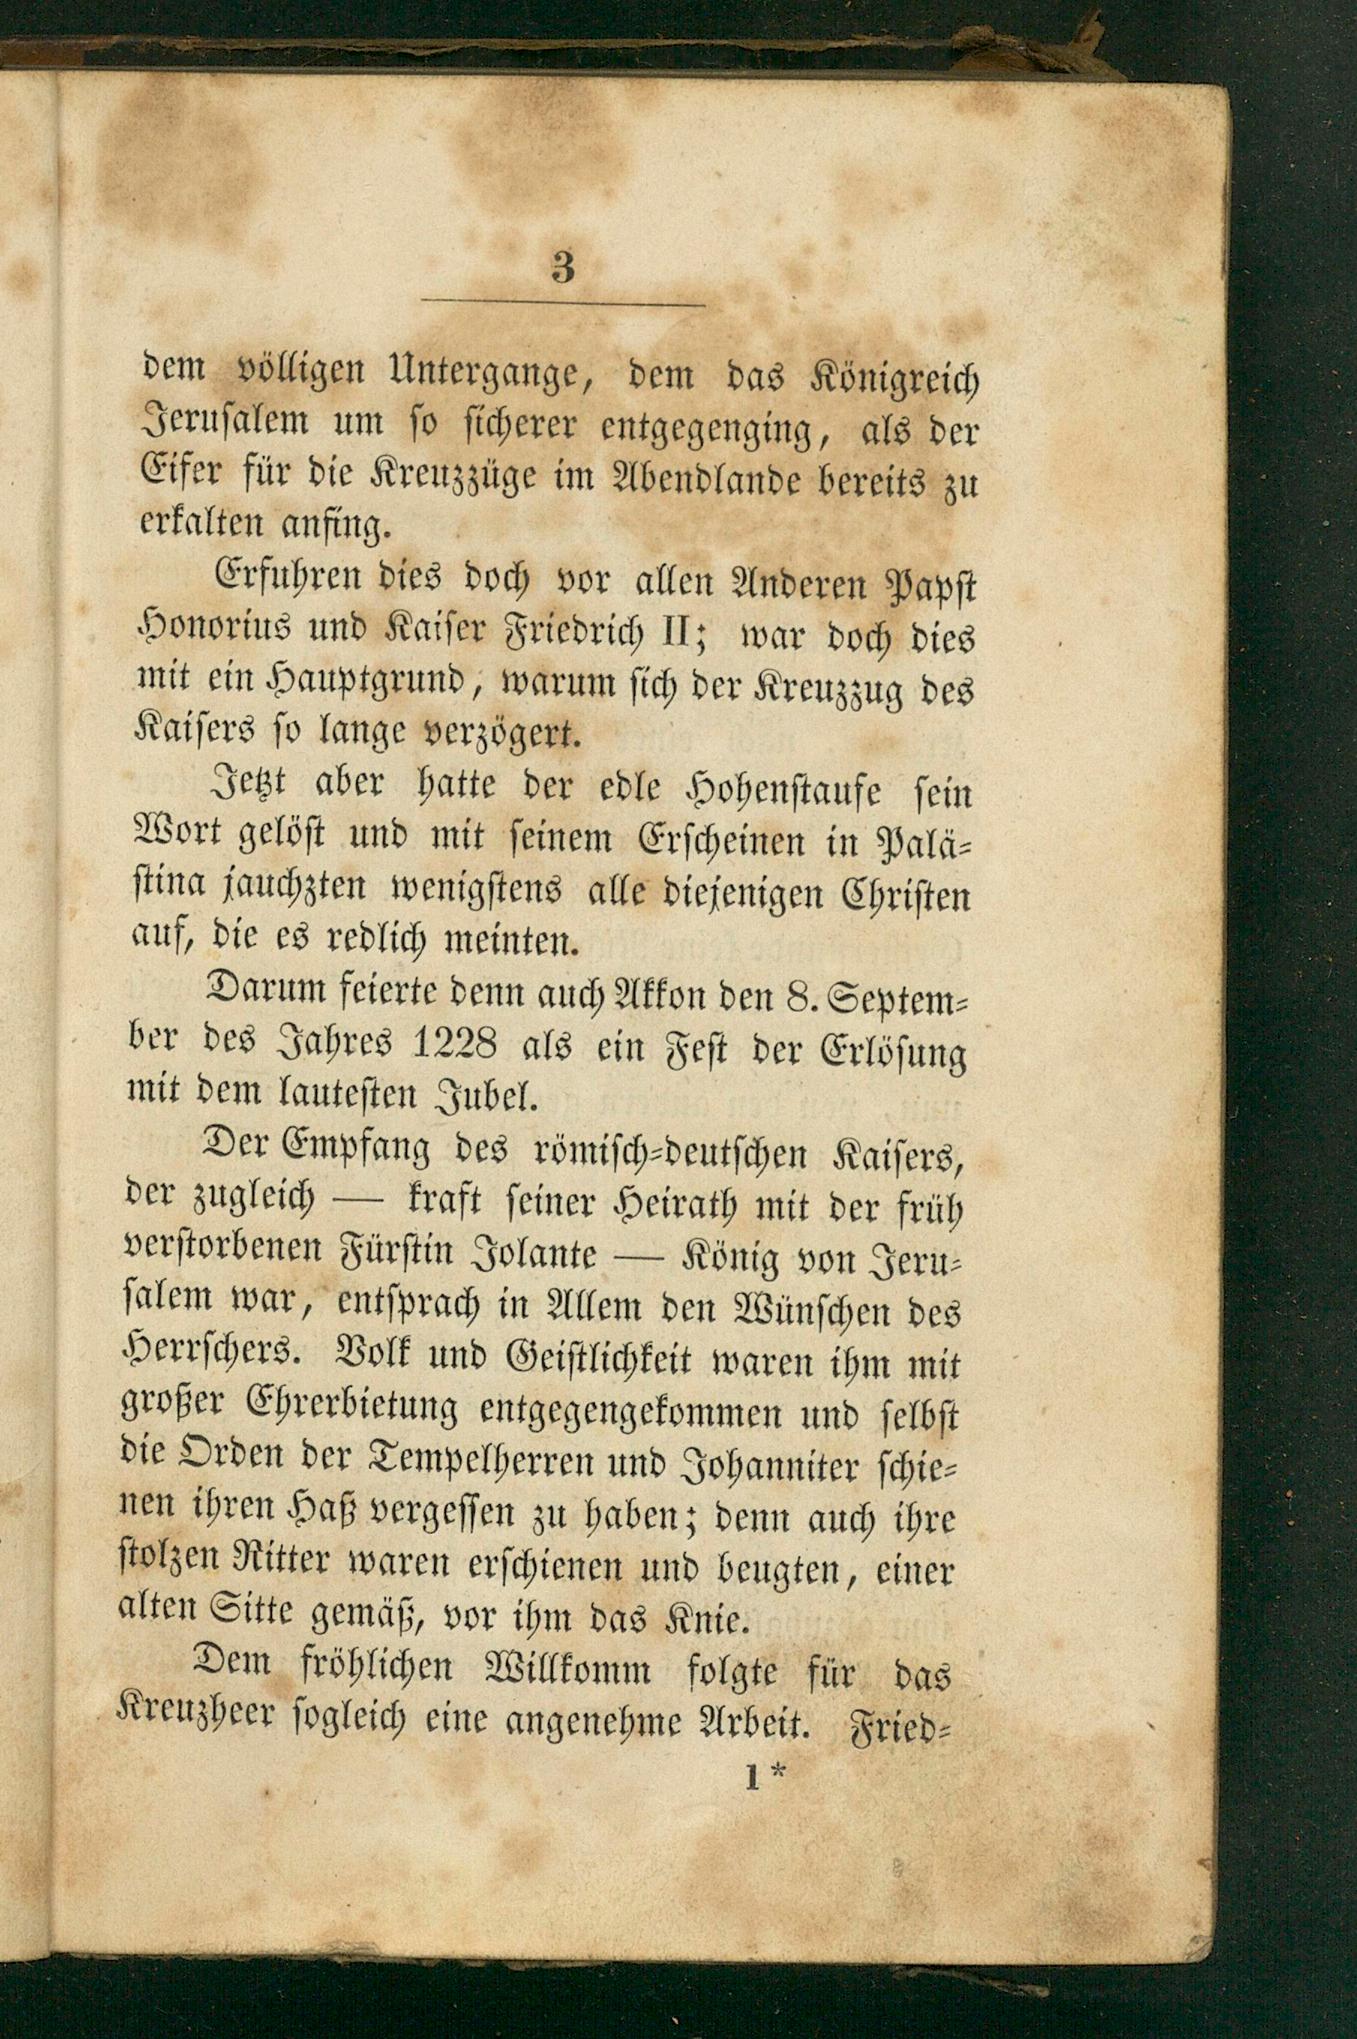 3
dem völligen Untergange, dem das Königreich
Jerusalem um so sicherer entgegenging, als der
Eifer für die Kreuzzüge im Abendlande bereits zu
erkalten anfing.
Erfuhren dies doch vor allen Anderen Papst
Honorius und Kaiser Friedrich II; war doch dies
mit ein Hauptgrund, warum sich der Kreuzzug des
Kaisers so lange verzögert.
Jetzt aber hatte der edle Hohenstaufe sein
Wort gelöst und mit seinem Erscheinen in Palä-
stina jauchzten wenigstens alle diejenigen Christen
auf, die es redlich meinten.
Darum feierte denn auch Akkon den 8. Septem-
ber des Jahres 1228 als ein Fest der Erlösung
mit dem lautesten Jubel.
Der Empfang des römisch-deutschen Kaisers,
der zugleich — kraft seiner Heirath mit der früh
verstorbenen Fürstin Jolante — König von Jeru-
salem war, entsprach in Allem den Wünschen des
Herrschers. Volk und Geistlichkeit waren ihm mit
großer Ehrerbietung entgegengekommen und selbst
die Orden der Tempelherren und Johanniter schie-
nen ihren Haß vergessen zu haben; denn auch ihre
stolzen Ritter waren erschienen und beugten, einer
alten Sitte gemäß, vor ihm das Knie.
Dem fröhlichen Willkomm folgte für das
Kreuzheer sogleich eine angenehme Arbeit. Fried-
1*